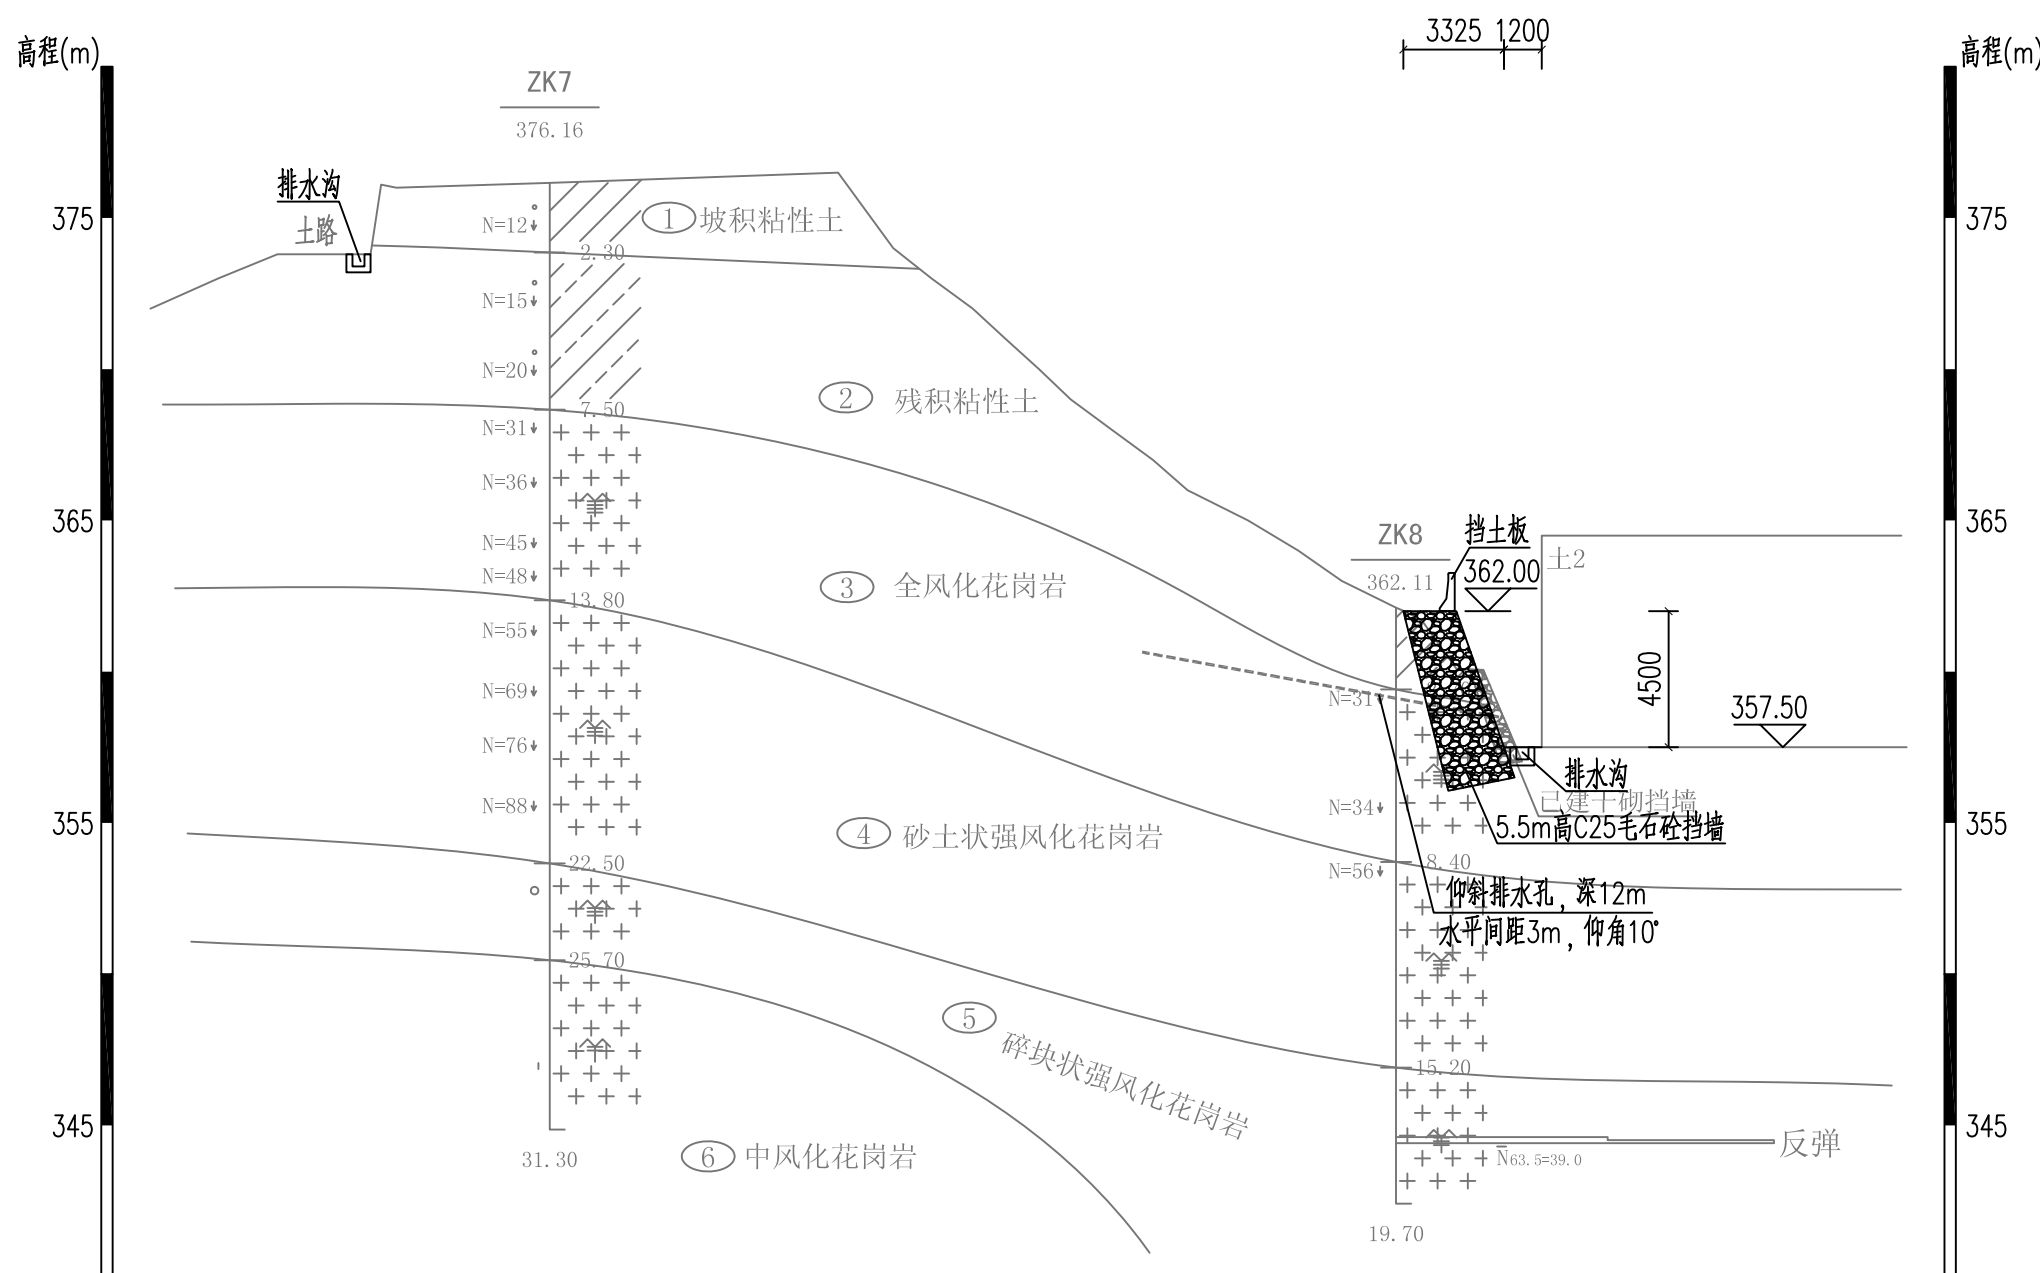 3325 1200
高程(m)
高程(m)
ZK7
376.16
排水沟
土路
375
375
N=12
① 坡积粘性土
2.30
N=15
N=20
② 残积粘性土
7.50
N=31
N=36
365
365
N=45
N=48
13.80
③ 全风化花岗岩
N=55
N=69
N=76
N=88
ZK8
362.11
挡土板
362.00
土2
4500
357.50
N=31
排水沟
已建干砌挡墙
5.5m高C25毛石砼挡墙
N=34
355
355
④ 砂土状强风化花岗岩
22.50
8.40
N=56
仰斜排水孔,深12m
水平间距3m,仰角10°
25.70
⑤ 碎块状强风化花岗岩
15.20
345
345
⑥ 中风化花岗岩
31.30
反弹
N63.5=39.0
19.70